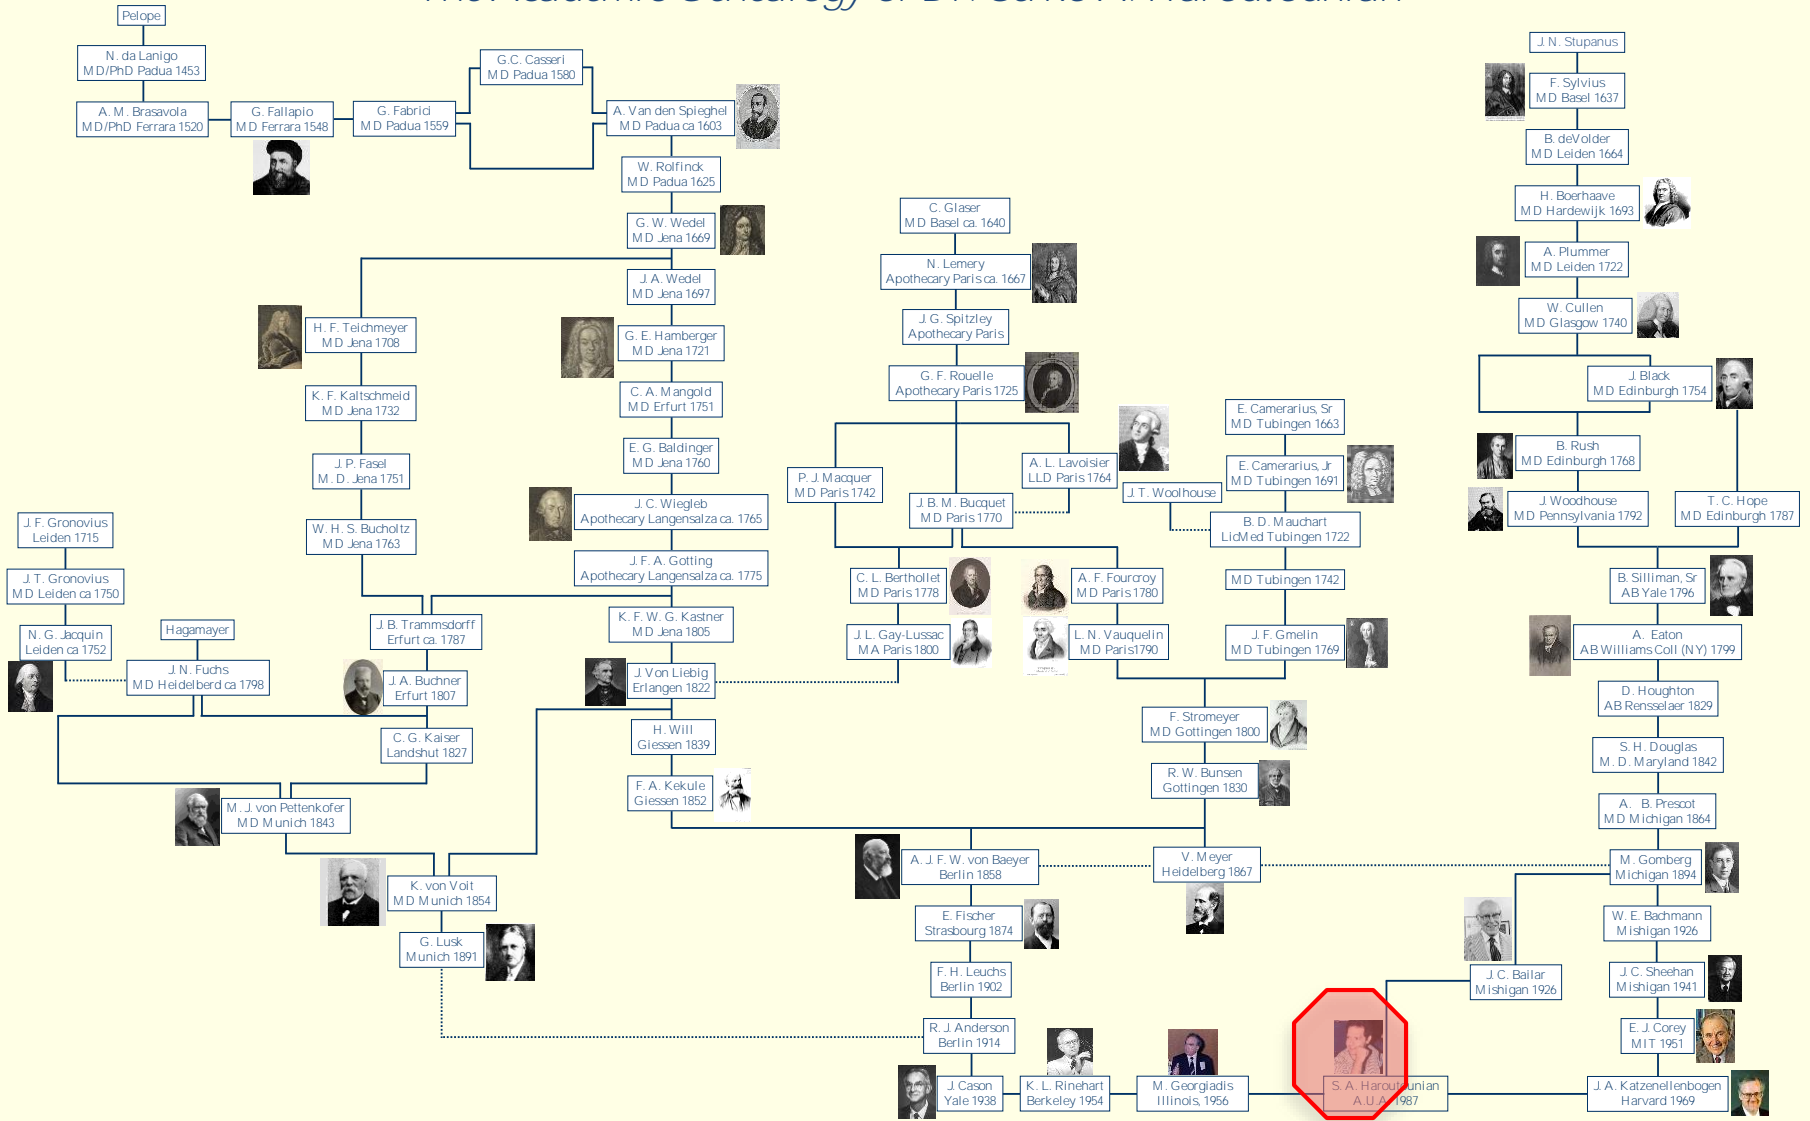 The Academic Genealogy of Dr. Sarkis A. Haroutounian
Pelope
N. da Lanigo
MD/PhD Padua 1453
A. M. Brasavola
MD/PhD Ferrara 1520
G. Fallapio
MD Ferrara 1548
G. Fabrici
MD Padua 1559
G.C. Casseri
MD Padua 1580
A. Van den Spieghel
MD Padua ca 1603
W. Rolfinck
MD Padua 1625
G. W. Wedel
MD Jena 1669
J. A. Wedel
MD Jena 1697
H. F. Teichmeyer
MD Jena 1708
G. E. Hamberger
MD Jena 1721
K. F. Kaltschmeid
MD Jena 1732
C. A. Mangold
MD Erfurt 1751
J. P. Fasel
M. D. Jena 1751
E. G. Baldinger
MD Jena 1760
W. H. S. Bucholtz
MD Jena 1763
J. C. Wiegleb
Apothecary Langensalza ca. 1765
J. F. A. Gotting
Apothecary Langensalza ca. 1775
J. F. Gronovius
Leiden 1715
J. T. Gronovius
MD Leiden ca 1750
N. G. Jacquin
Leiden ca 1752
Hagamayer
J. N. Fuchs
MD Heidelberd ca 1798
J. B. Trammsdorff
Erfurt ca. 1787
J. A. Buchner
Erfurt 1807
C. G. Kaiser
Landshut 1827
K. F. W. G. Kastner
MD Jena 1805
J. Von Liebig
Erlangen 1822
H. Will
Giessen 1839
F. A. Kekule
Giessen 1852
M. J. von Pettenkofer
MD Munich 1843
K. von Voit
MD Munich 1854
G. Lusk
Munich 1891
C. Glaser
MD Basel ca. 1640
N. Lemery
Apothecary Paris ca. 1667
J. G. Spitzley
Apothecary Paris
G. F. Rouelle
Apothecary Paris 1725
P. J. Macquer
MD Paris 1742
A. L. Lavoisier
LLD Paris 1764
J. B. M. Bucquet
MD Paris 1770
C. L. Berthollet
MD Paris 1778
A. F. Fourcroy
MD Paris 1780
J. L. Gay-Lussac
MA Paris 1800
L. N. Vauquelin
MD Paris1790
E. Camerarius, Sr
MD Tubingen 1663
E. Camerarius, Jr
MD Tubingen 1691
J. T. Woolhouse
B. D. Mauchart
LicMed Tubingen 1722
MD Tubingen 1742
J. F. Gmelin
MD Tubingen 1769
F. Stromeyer
MD Gottingen 1800
R. W. Bunsen
Gottingen 1830
A. J. F. W. von Baeyer
Berlin 1858
V. Meyer
Heidelberg 1867
E. Fischer
Strasbourg 1874
F. H. Leuchs
Berlin 1902
R. J. Anderson
Berlin 1914
J. Cason
Yale 1938
K. L. Rinehart
Berkeley 1954
M. Georgiadis
Illinois, 1956
S. A. Haroutounian
A.U.A. 1987
J. N. Stupanus
F. Sylvius
MD Basel 1637
B. deVolder
MD Leiden 1664
H. Boerhaave
MD Hardewijk 1693
A. Plummer
MD Leiden 1722
W. Cullen
MD Glasgow 1740
J. Black
MD Edinburgh 1754
B. Rush
MD Edinburgh 1768
J. Woodhouse
MD Pennsylvania 1792
T. C. Hope
MD Edinburgh 1787
B. Silliman, Sr
AB Yale 1796
A. Eaton
AB Williams Coll (NY) 1799
D. Houghton
AB Rensselaer 1829
S. H. Douglas
M. D. Maryland 1842
A. B. Prescot
MD Michigan 1864
M. Gomberg
Michigan 1894
W. E. Bachmann
Mishigan 1926
J. C. Bailar
Mishigan 1926
J. C. Sheehan
Mishigan 1941
E. J. Corey
MIT 1951
J. A. Katzenellenbogen
Harvard 1969